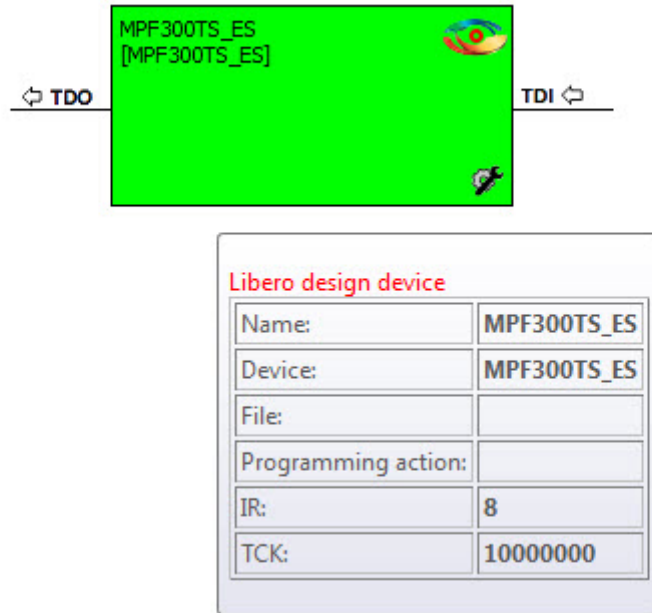 MPF300TS_ES
[MPF300TS_ES]
TDO TDI
Libero design device
Name: MPF300TS_ES
Device: MPF300TS_ES
File:
Programming action:
IR: 8
TCK: 10000000